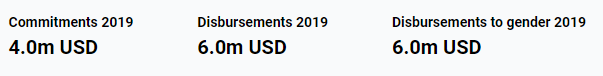 Commitments 2019 Disbursements 2019 Disbursements to gender 2019
4.0m USD 6.0m USD 6.0m USD